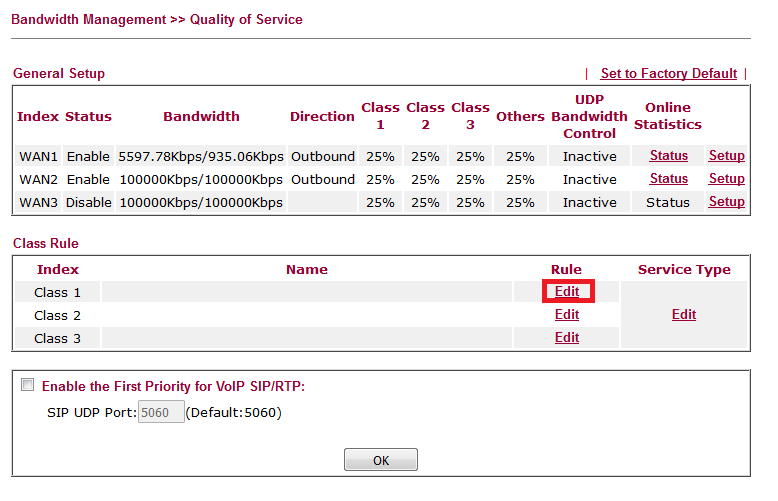 Bandwidth Management >> Quality of Service
General Setup | Set to Factory Default |
Index Status Bandwidth Direction Class 1 Class 2 Class 3 Others UDP Bandwidth Control Online Statistics
WAN1 Enable 5597.78Kbps/935.06Kbps Outbound 25% 25% 25% 25% Inactive Status Setup
WAN2 Enable 100000Kbps/100000Kbps Outbound 25% 25% 25% 25% Inactive Status Setup
WAN3 Disable 100000Kbps/100000Kbps 25% 25% 25% 25% Inactive Status Setup
Class Rule
Index Name Rule Service Type
Class 1 Edit
Class 2 Edit Edit
Class 3 Edit
Enable the First Priority for VoIP SIP/RTP:
SIP UDP Port: 5060 (Default:5060)
OK